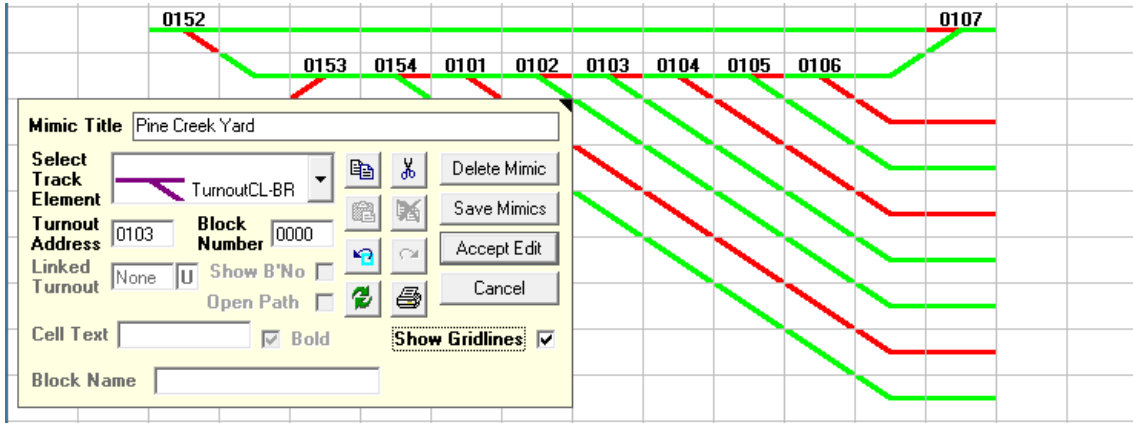 0152 0107
0153 0154 0101 0102 0103 0104 0105 0106
Mimic Title Pine Creek Yard
Select Track Element TurnoutCL-BR Delete Mimic
Save Mimics
Turnout Address 0103 Block Number 0000 Accept Edit
Linked Turnout None U Show B'No
Open Path Cancel
Cell Text Bold Show Gridlines
Block Name